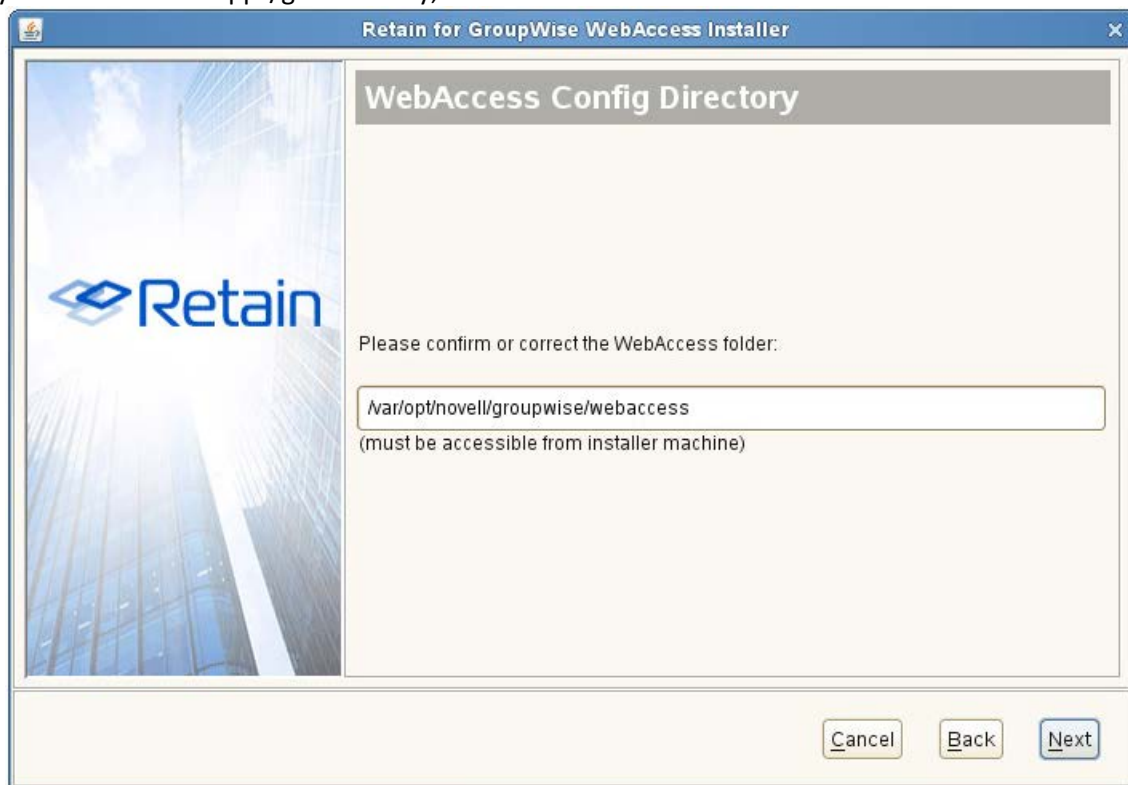 Retain for GroupWise WebAccess Installer
WebAccess Config Directory
Retain
Please confirm or correct the WebAccess folder:
/var/opt/novell/groupwise/webaccess
(must be accessible from installer machine)
Cancel Back Next